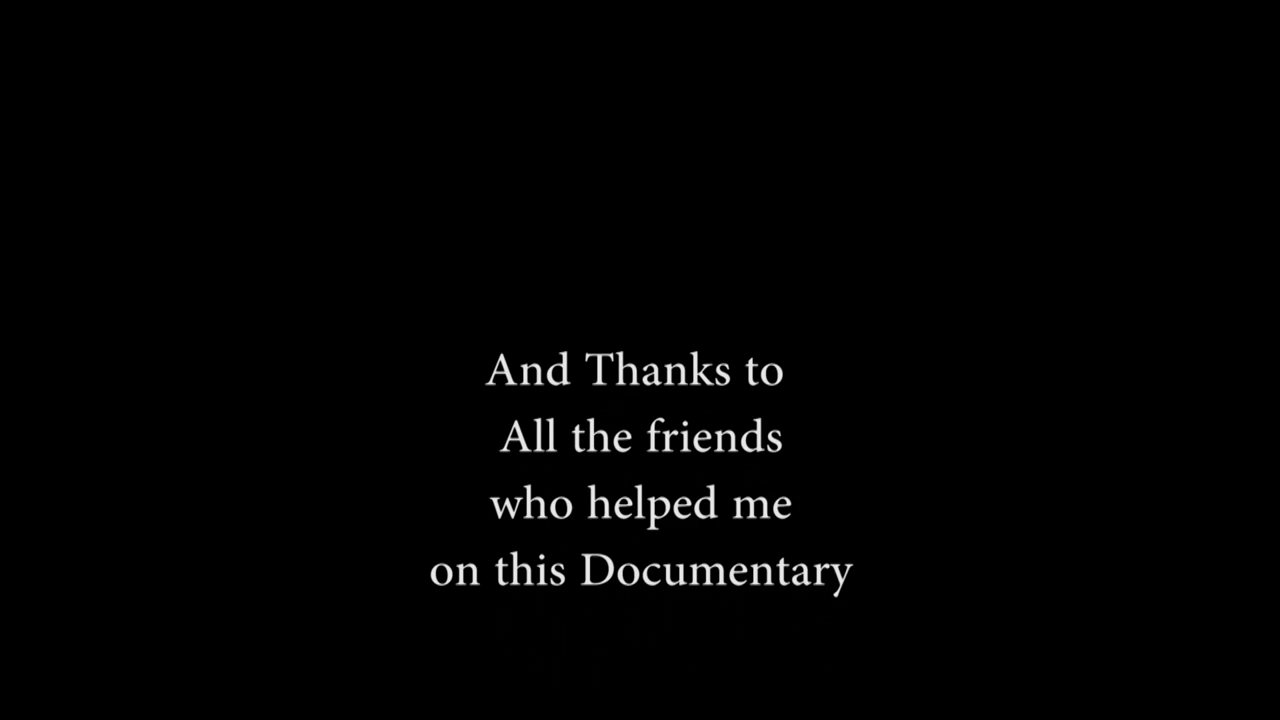 And Thanks to
All the friends
who helped me
on this Documentary